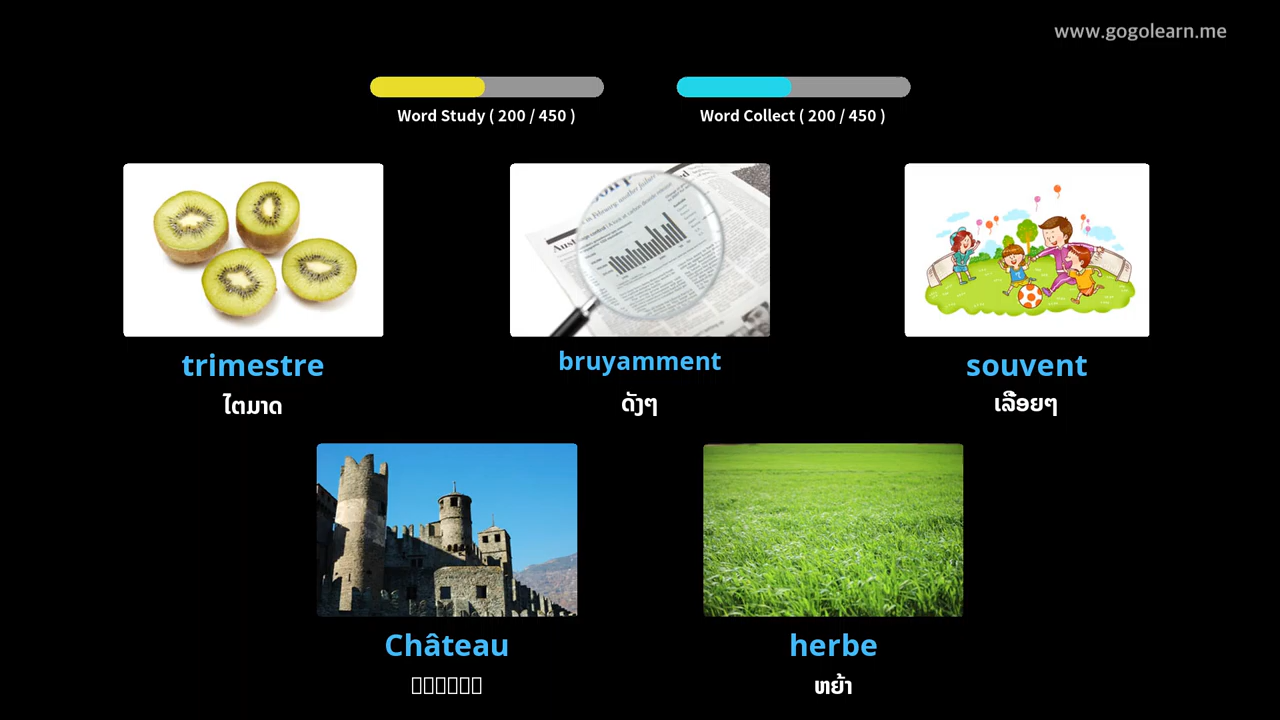 www.gogolearn.me
Word Study ( 200 / 450 )
Word Collect ( 200 / 450 )
trimestre
ໄຕມາດ
bruyamment
ດັງໆ
souvent
ເລື້ອຍໆ
Château
herbe
ຫຍ້າ